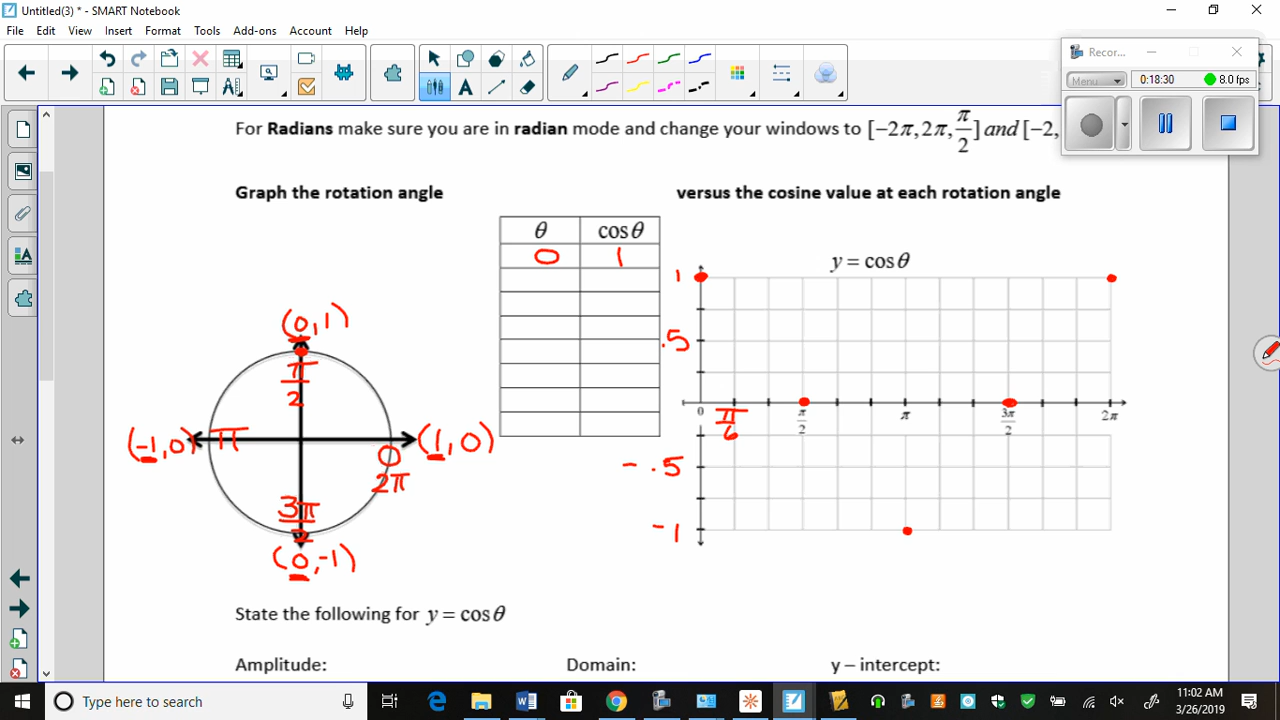 Untitled(3) * - SMART Notebook
File Edit View Insert Format Tools Add-ons Account Help
Recor...
Menu 0:18:30 8.0 fps
For Radians make sure you are in radian mode and change your windows to [−2π, 2π, π/2] and [−2,
Graph the rotation angle versus the cosine value at each rotation angle
θ cosθ
0 1
y = cosθ
1
.5
0 π/6 π/2 π 3π/2 2π
- .5
-1
(0,1)
π/2
(-1,0) π 0 (1,0)
2π
3π/2
(0,-1)
State the following for y = cosθ
Amplitude: Domain: y – intercept:
Type here to search
11:02 AM
3/26/2019